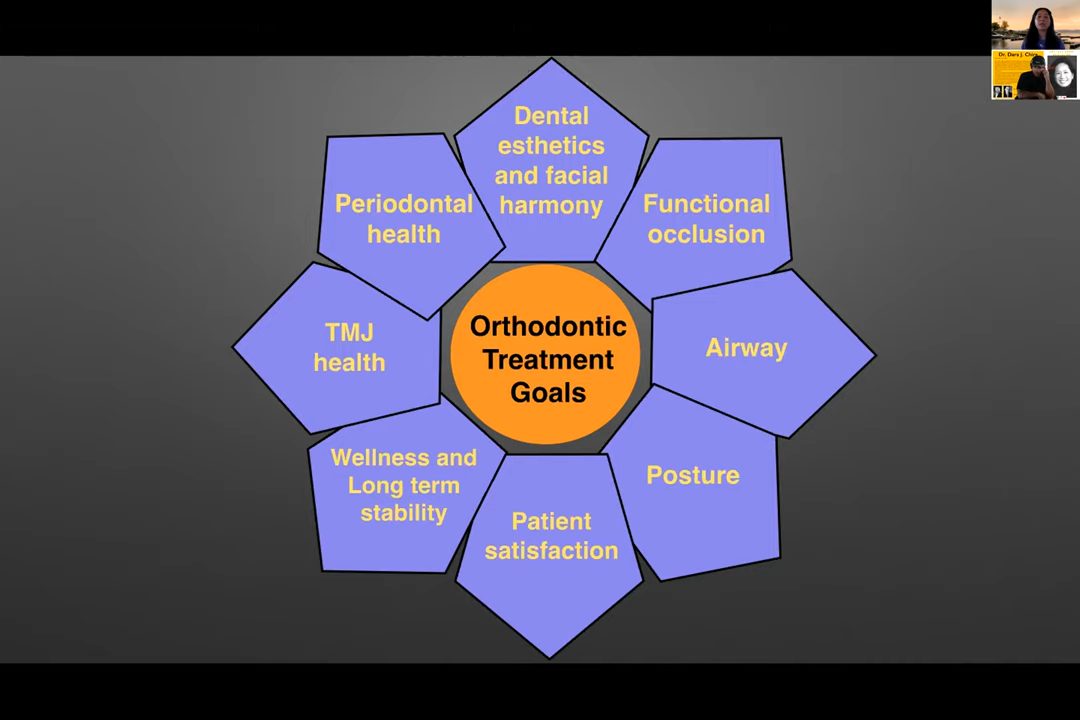 Dental
esthetics
and facial
harmony
Functional
occlusion
Airway
Posture
Patient
satisfaction
Wellness and
Long term
stability
TMJ
health
Periodontal
health
Orthodontic
Treatment
Goals